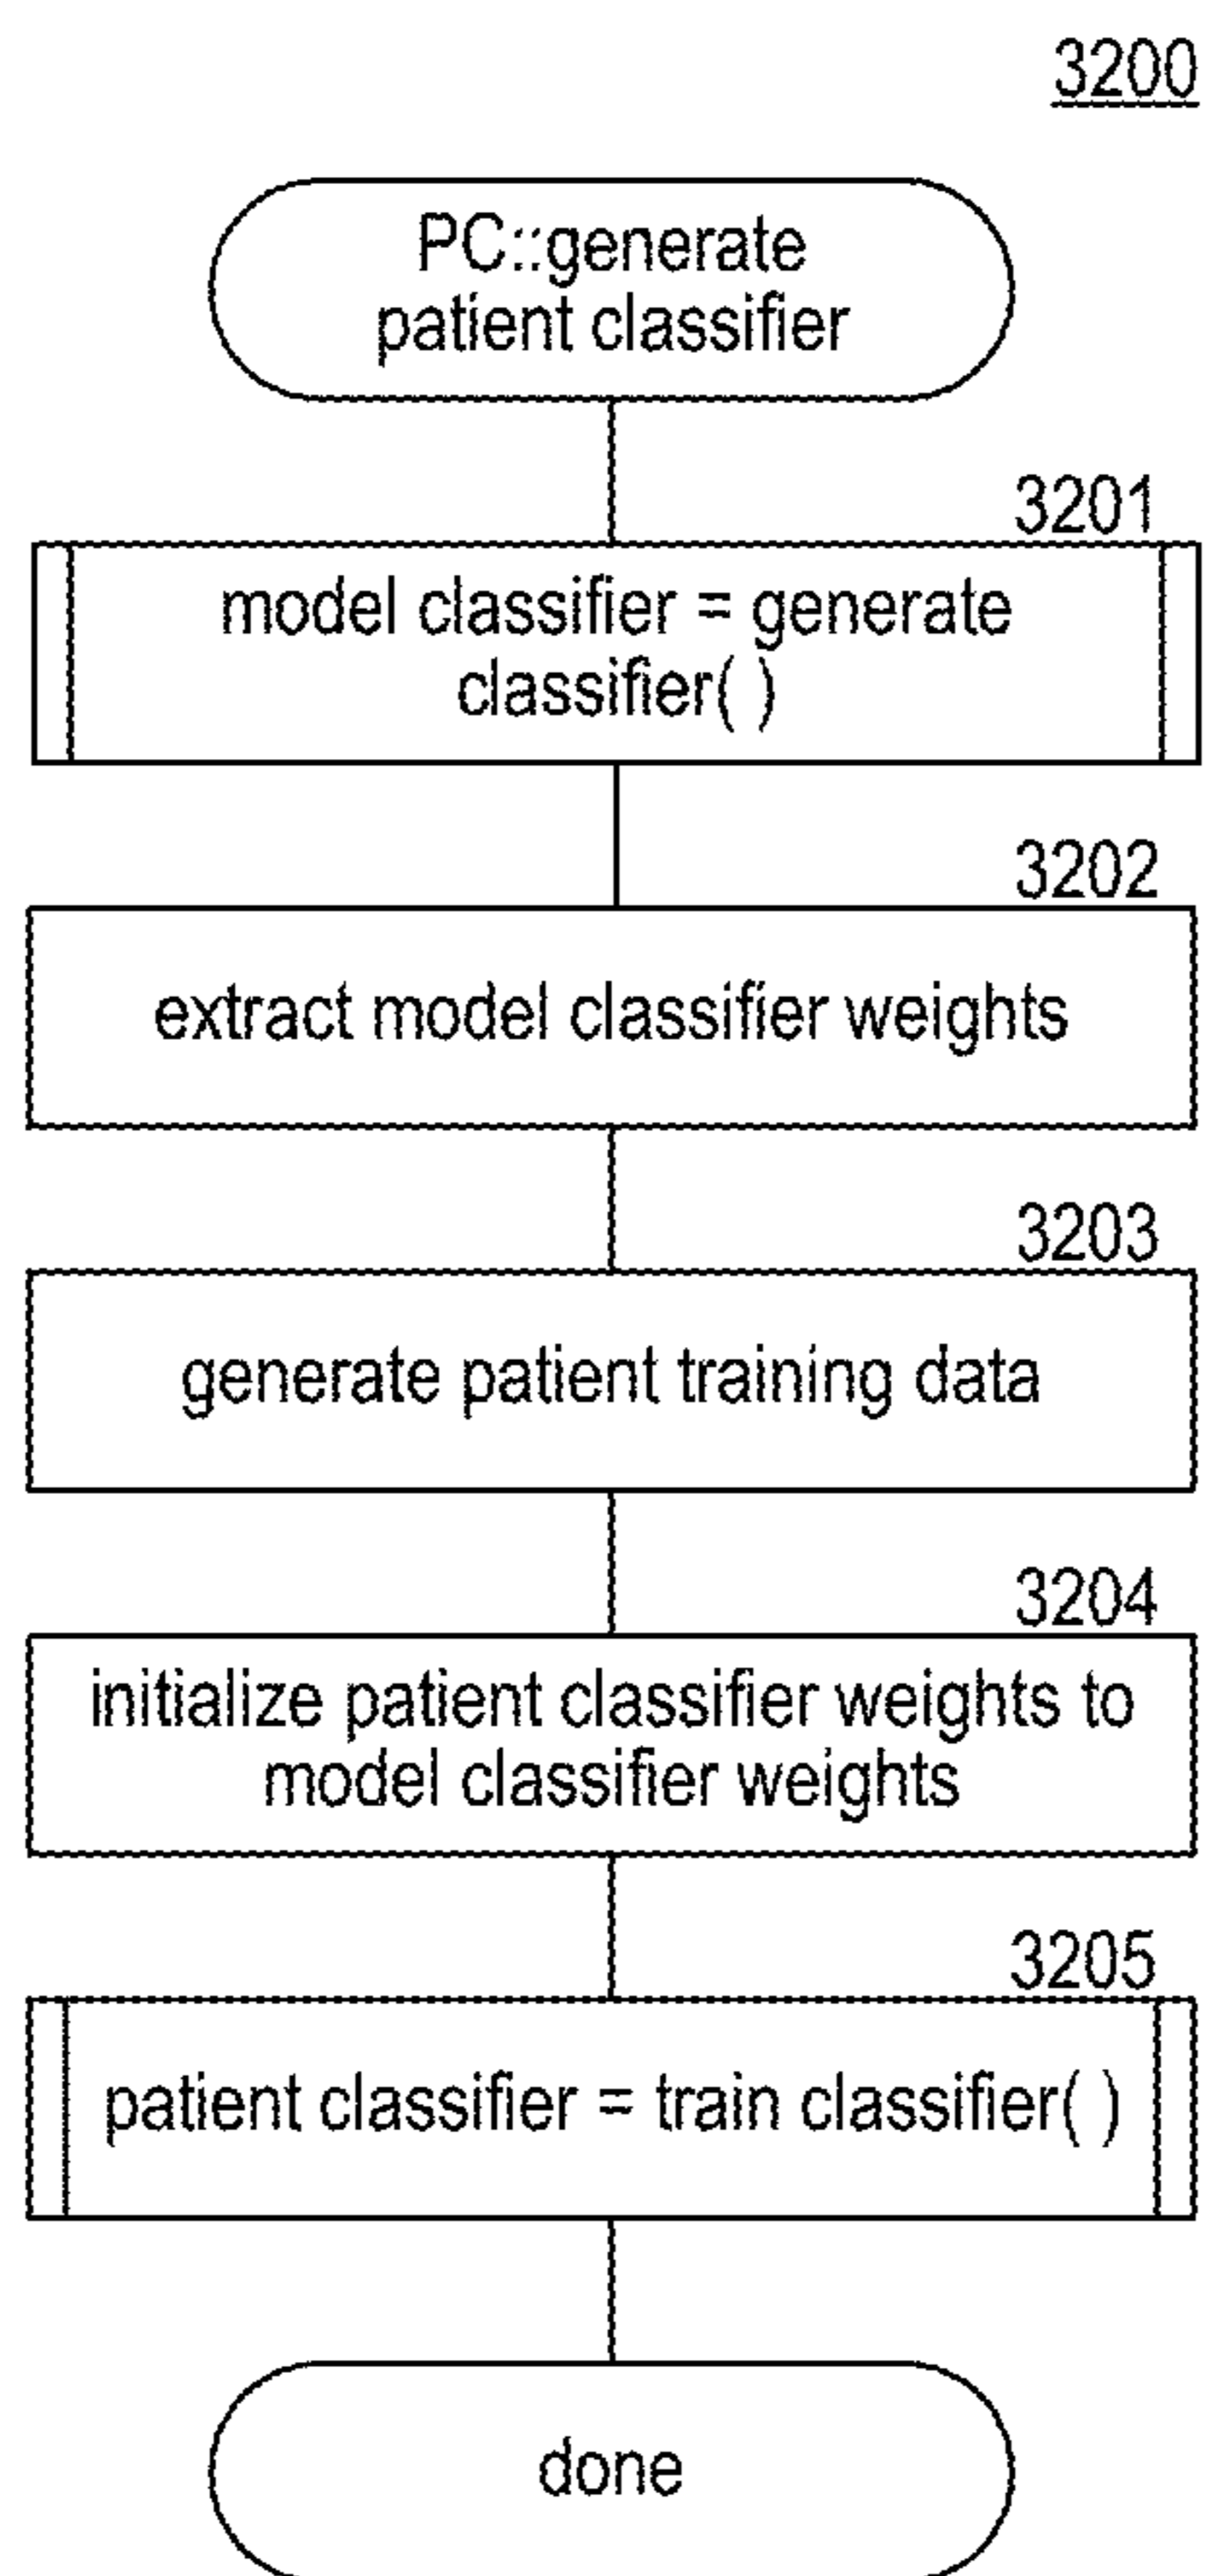 3200
PC::generate
patient classifier
3201
model classifier = generate
classifier( )
3202
extract model classifier weights
3203
generate patient training data
3204
initialize patient classifier weights to
model classifier weights
3205
patient classifier = train classifier( )
done